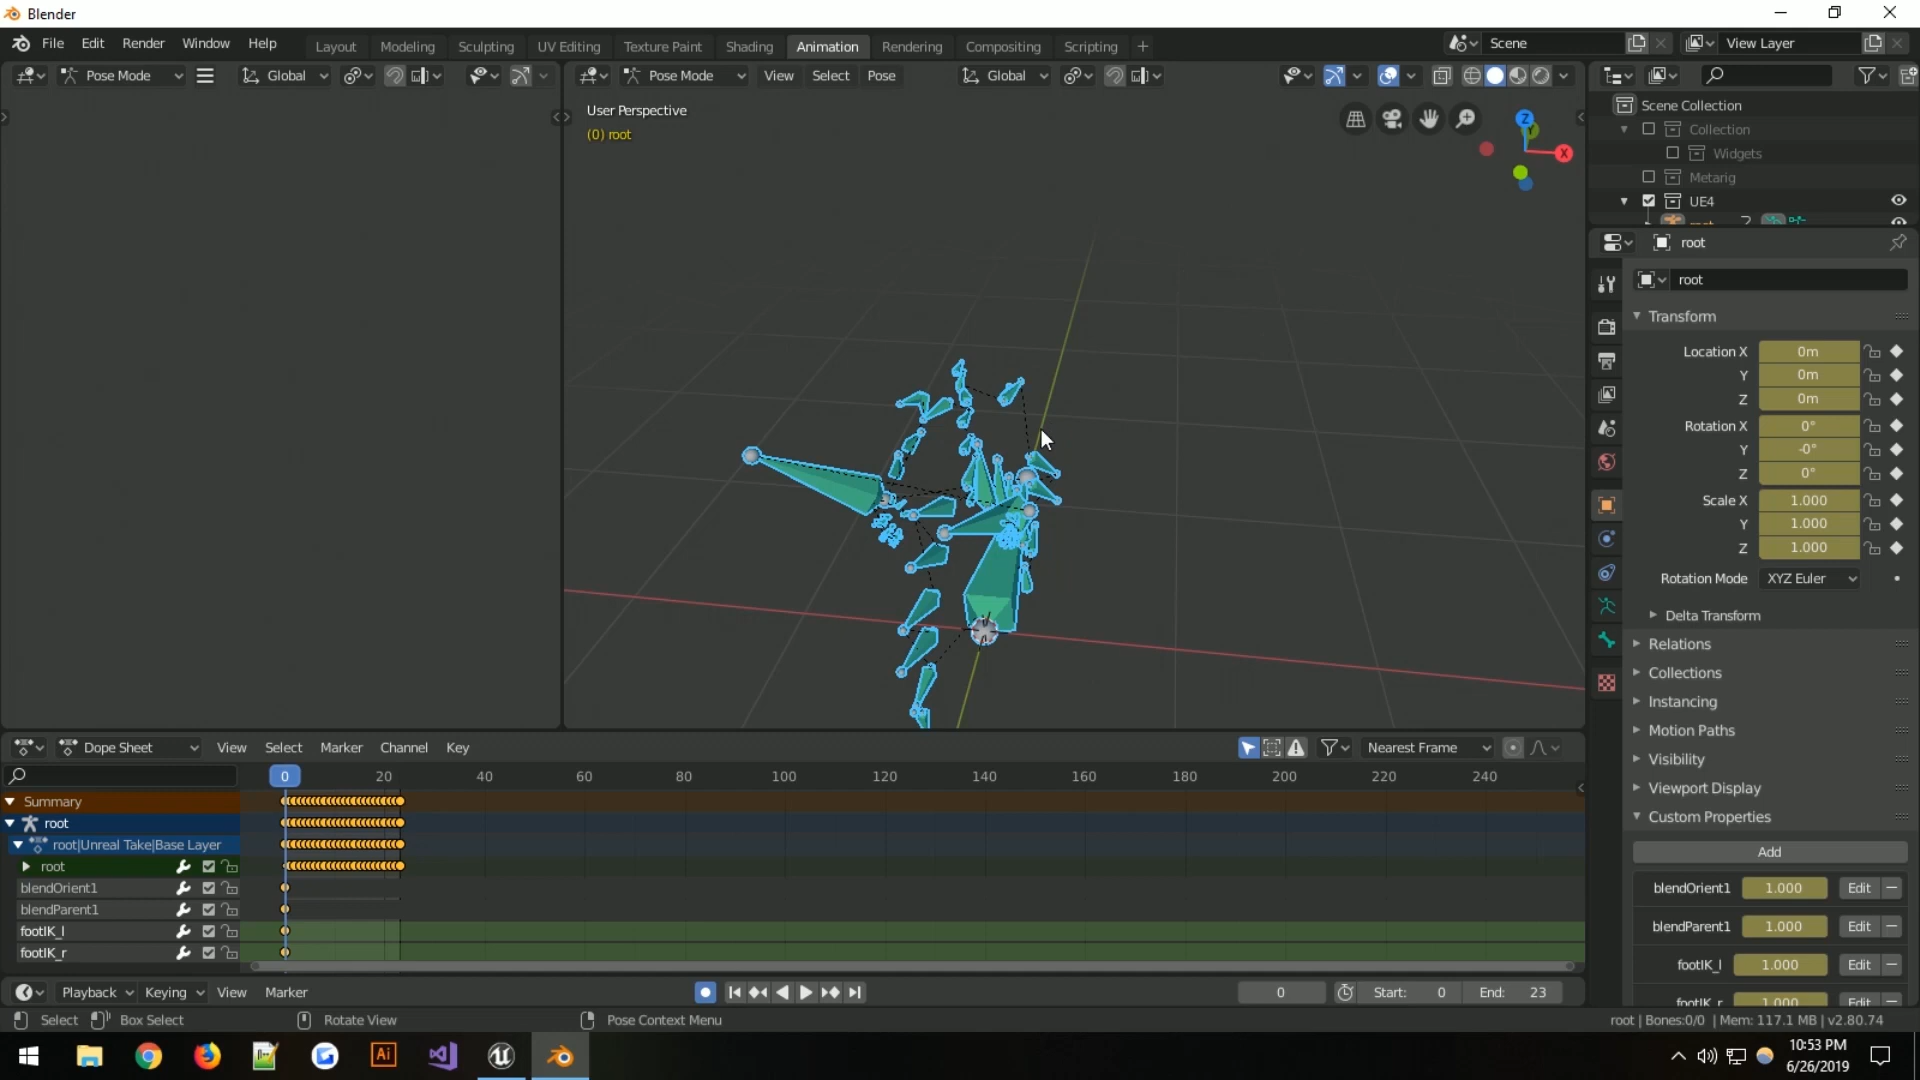 Blender
File Edit Render Window Help Layout Modeling Sculpting UV Editing Texture Paint Shading Animation Rendering Compositing Scripting + Scene View Layer
Pose Mode Global Pose Mode View Select Pose Global
User Perspective
(0) root
Z
X
Scene Collection
Collection
Widgets
Metarig
UE4
root
root
Transform
Location X 0m
Y 0m
Z 0m
Rotation X 0°
Y -0°
Z 0°
Scale X 1.000
Y 1.000
Z 1.000
Rotation Mode XYZ Euler
Delta Transform
Relations
Collections
Instancing
Motion Paths
Visibility
Viewport Display
Custom Properties
Add
blendOrient1 1.000 Edit
blendParent1 1.000 Edit
footIK_l 1.000 Edit
footIK_r 1.000 Edit
Dope Sheet View Select Marker Channel Key Nearest Frame
0 20 40 60 80 100 120 140 160 180 200 220 240
Summary
root
root|Unreal Take|Base Layer
root
blendOrient1
blendParent1
footIK_l
footIK_r
Playback Keying View Marker 0 Start: 0 End: 23
Select Box Select Rotate View Pose Context Menu root | Bones:0/0 | Mem: 117.1 MB | v2.80.74
Ai
10:53 PM
6/26/2019